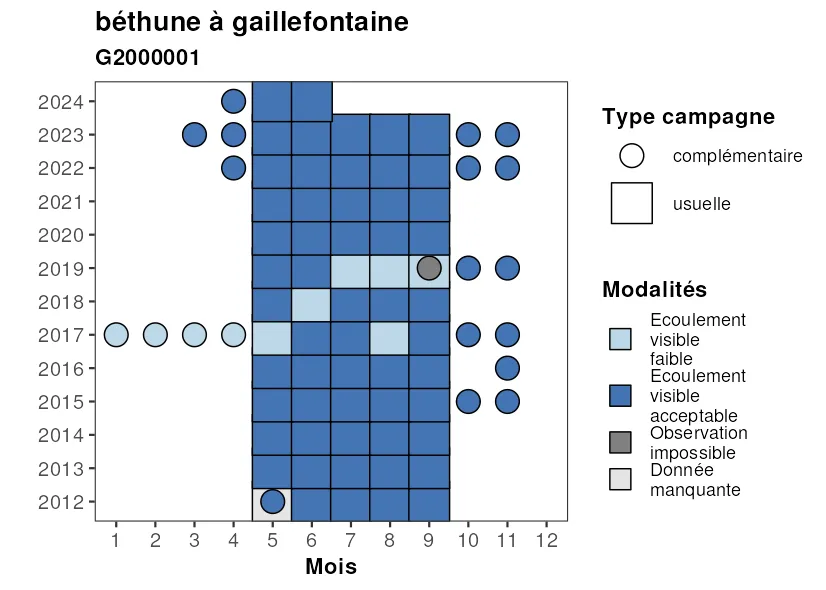 béthune à gaillefontaine
G2000001
2024
2023
2022
2021
2020
2019
2018
2017
2016
2015
2014
2013
2012
1 2 3 4 5 6 7 8 9 10 11 12
Mois
Type campagne
complémentaire
usuelle
Modalités
Ecoulement
visible
faible
Ecoulement
visible
acceptable
Observation
impossible
Donnée
manquante